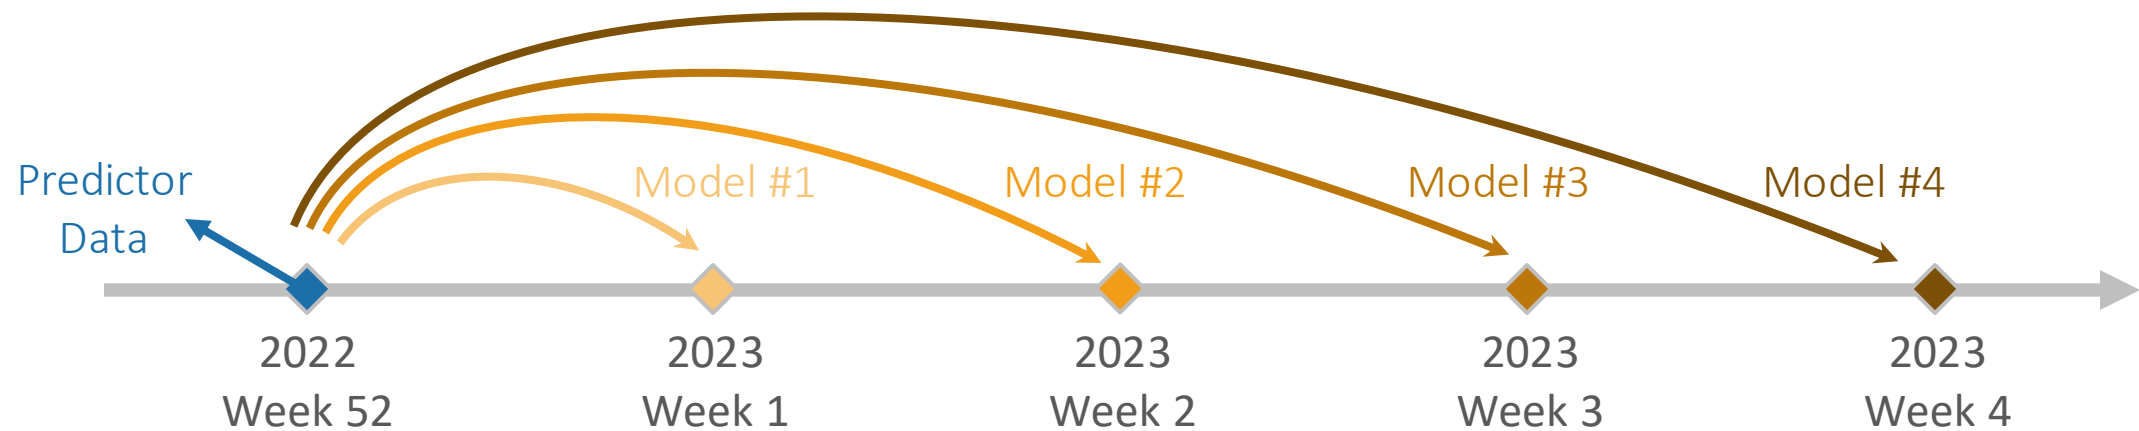 Predictor
Data
Model #1
Model #2
Model #3
Model #4
2022
Week 52
2023
Week 1
2023
Week 2
2023
Week 3
2023
Week 4